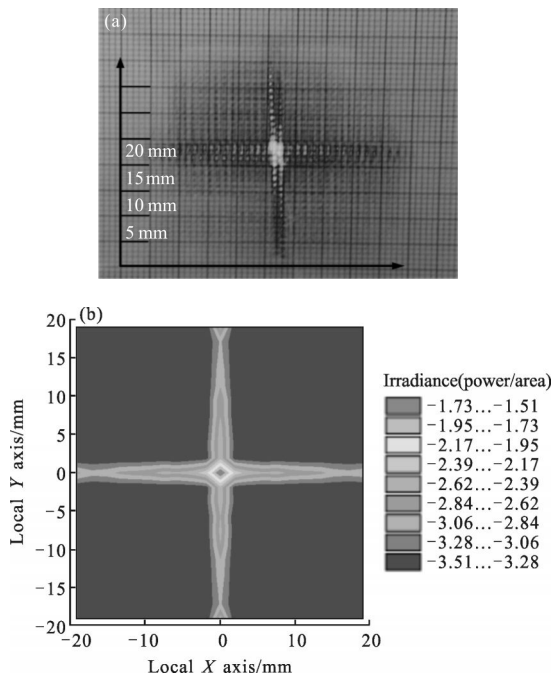 (a)
20 mm
15 mm
10 mm
5 mm
(b)
20
15
10
5
0
−5
−10
−15
−20
Local Y axis/mm
−20
−10
0
10
20
Local X axis/mm
Irradiance(power/area)
−1.73...−1.51
−1.95...−1.73
−2.17...−1.95
−2.39...−2.17
−2.62...−2.39
−2.84...−2.62
−3.06...−2.84
−3.28...−3.06
−3.51...−3.28